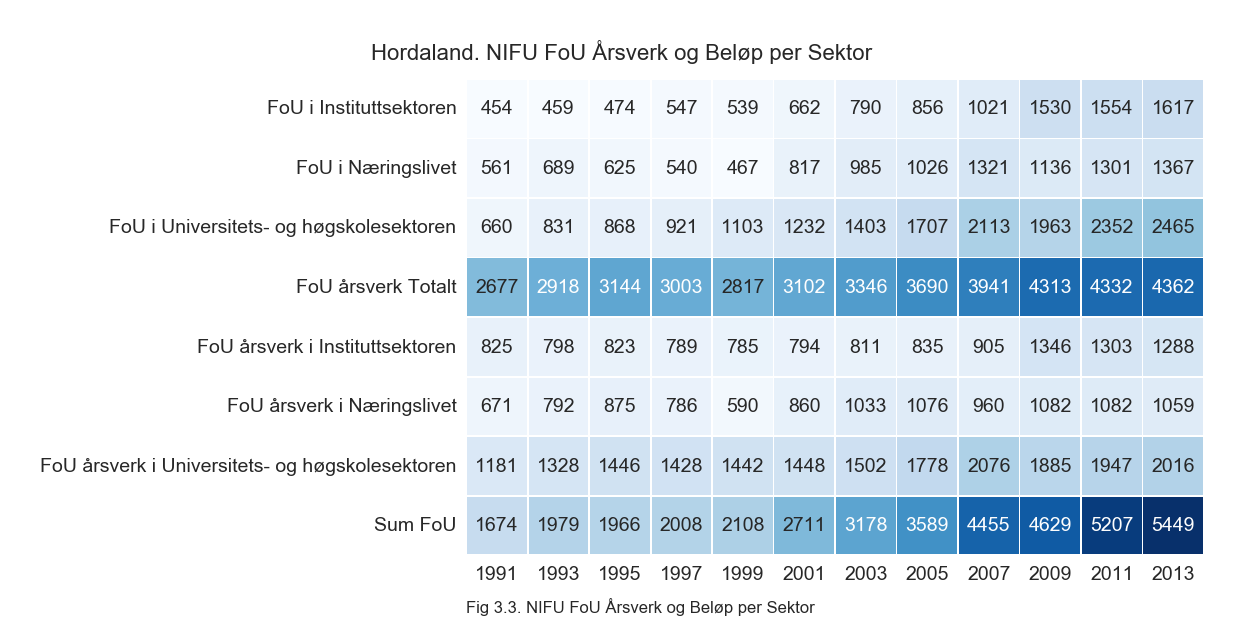 Hordaland. NIFU FoU Årsverk og Beløp per Sektor
FoU i Instituttsektoren 454 459 474 547 539 662 790 856 1021 1530 1554 1617
FoU i Næringslivet 561 689 625 540 467 817 985 1026 1321 1136 1301 1367
FoU i Universitets- og høgskolesektoren 660 831 868 921 1103 1232 1403 1707 2113 1963 2352 2465
FoU årsverk Totalt 2677 2918 3144 3003 2817 3102 3346 3690 3941 4313 4332 4362
FoU årsverk i Instituttsektoren 825 798 823 789 785 794 811 835 905 1346 1303 1288
FoU årsverk i Næringslivet 671 792 875 786 590 860 1033 1076 960 1082 1082 1059
FoU årsverk i Universitets- og høgskolesektoren 1181 1328 1446 1428 1442 1448 1502 1778 2076 1885 1947 2016
Sum FoU 1674 1979 1966 2008 2108 2711 3178 3589 4455 4629 5207 5449
1991 1993 1995 1997 1999 2001 2003 2005 2007 2009 2011 2013
Fig 3.3. NIFU FoU Årsverk og Beløp per Sektor